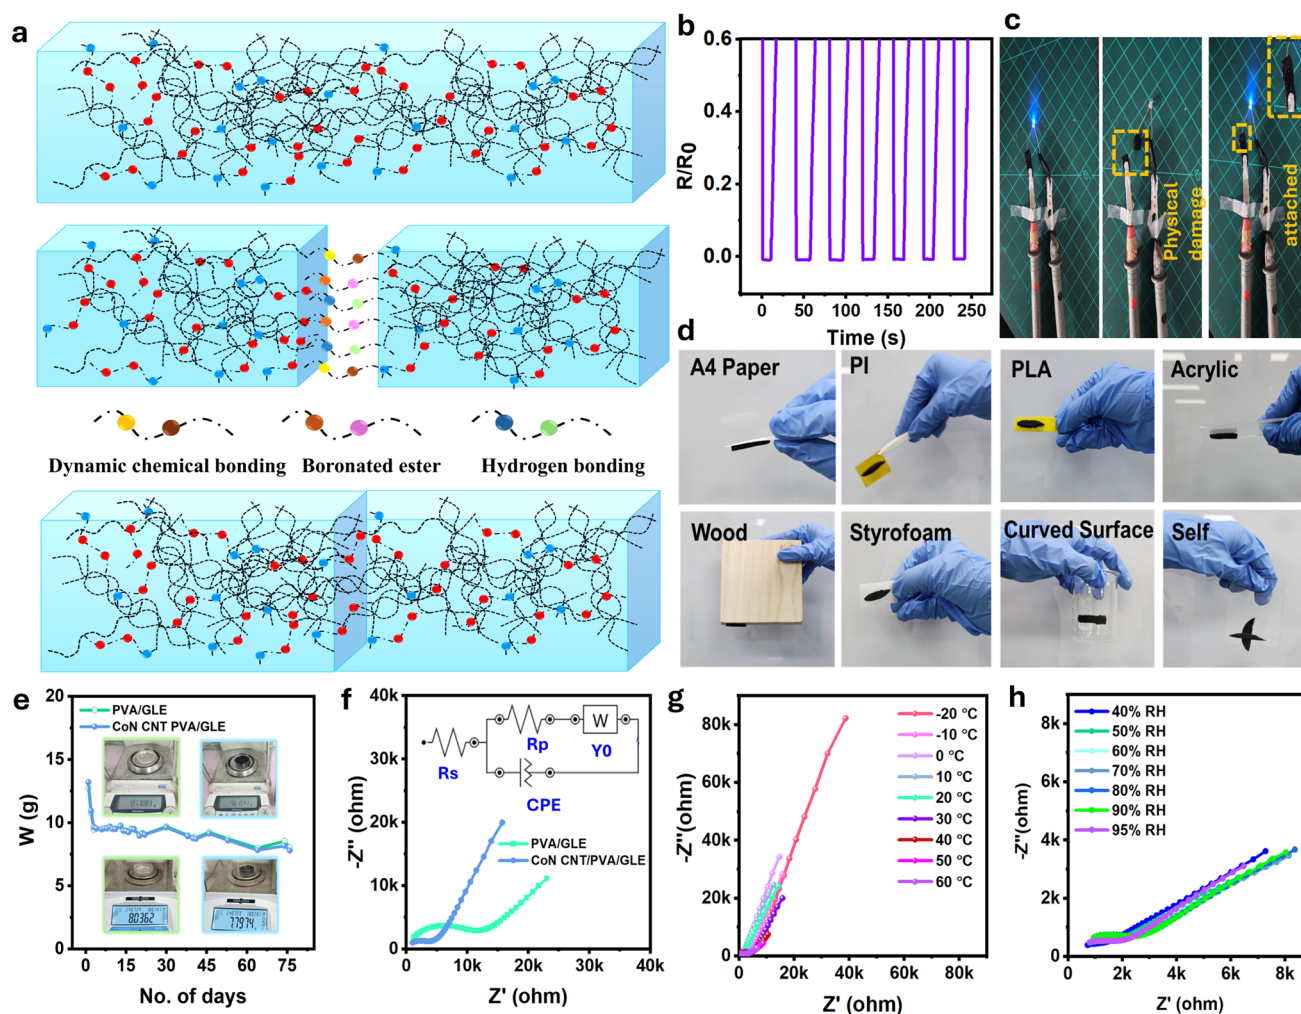 a
Dynamic chemical bonding
Boronated ester
Hydrogen bonding
b
R/R0
0.6
0.4
0.2
0.0
0 50 100 150 200 250
Time (s)
c
Physical
damage
attached
d
A4 Paper
PI
PLA
Acrylic
Wood
Styrofoam
Curved Surface
Self
e
W (g)
20
15
10
5
0
PVA/GLE
CoN CNT PVA/GLE
8.0362
7.7974
0 15 30 45 60 75
No. of days
f
-Z''(ohm)
40k
30k
20k
10k
0
Rs
Rp
W
Y0
CPE
PVA/GLE
CoN CNT/PVA/GLE
0 10k 20k 30k 40k
Z' (ohm)
g
-Z''(ohm)
80k
60k
40k
20k
0
-20 °C
-10 °C
0 °C
10 °C
20 °C
30 °C
40 °C
50 °C
60 °C
0 20k 40k 60k 80k
Z' (ohm)
h
-Z''(ohm)
8k
6k
4k
2k
0
40% RH
50% RH
60% RH
70% RH
80% RH
90% RH
95% RH
2k 4k 6k 8k
Z' (ohm)